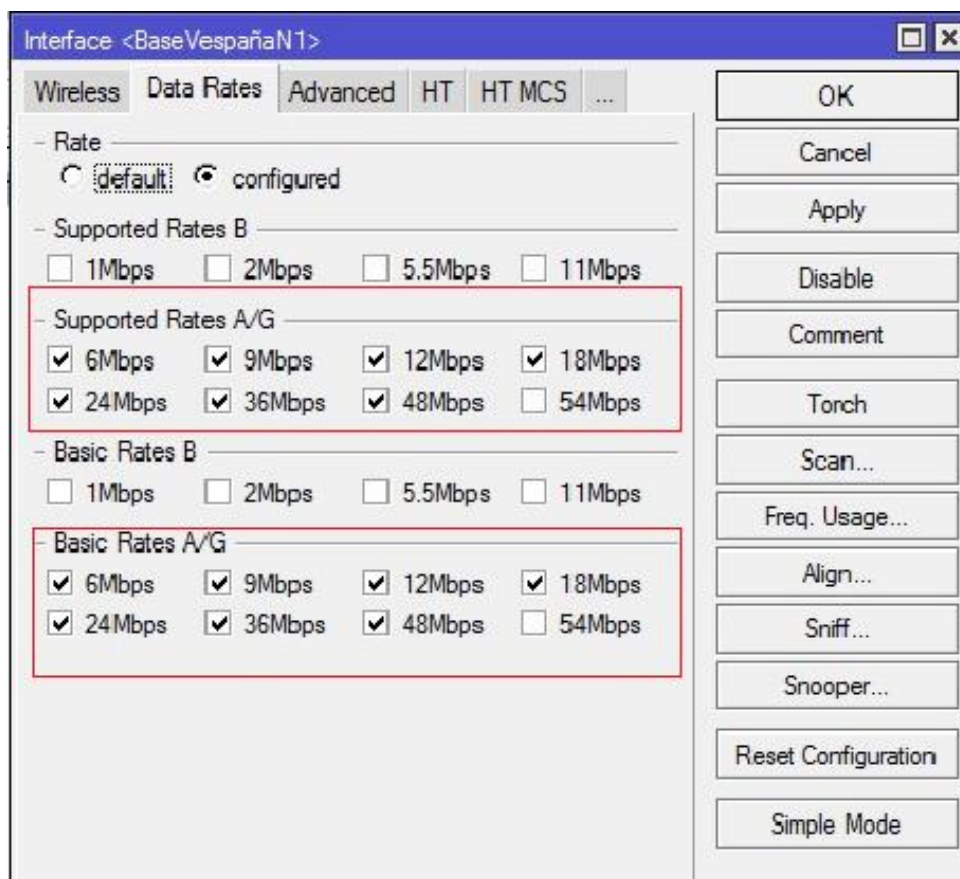 Interface <BaseVespañaN1>
Wireless Data Rates Advanced HT HT MCS ...
Rate
default configured
Supported Rates B
1Mbps 2Mbps 5.5Mbps 11Mbps
Supported Rates A/G
6Mbps 9Mbps 12Mbps 18Mbps
24Mbps 36Mbps 48Mbps 54Mbps
Basic Rates B
1Mbps 2Mbps 5.5Mbps 11Mbps
Basic Rates A/G
6Mbps 9Mbps 12Mbps 18Mbps
24Mbps 36Mbps 48Mbps 54Mbps
OK
Cancel
Apply
Disable
Comment
Torch
Scan...
Freq. Usage...
Align...
Sniff...
Snooper...
Reset Configuration
Simple Mode